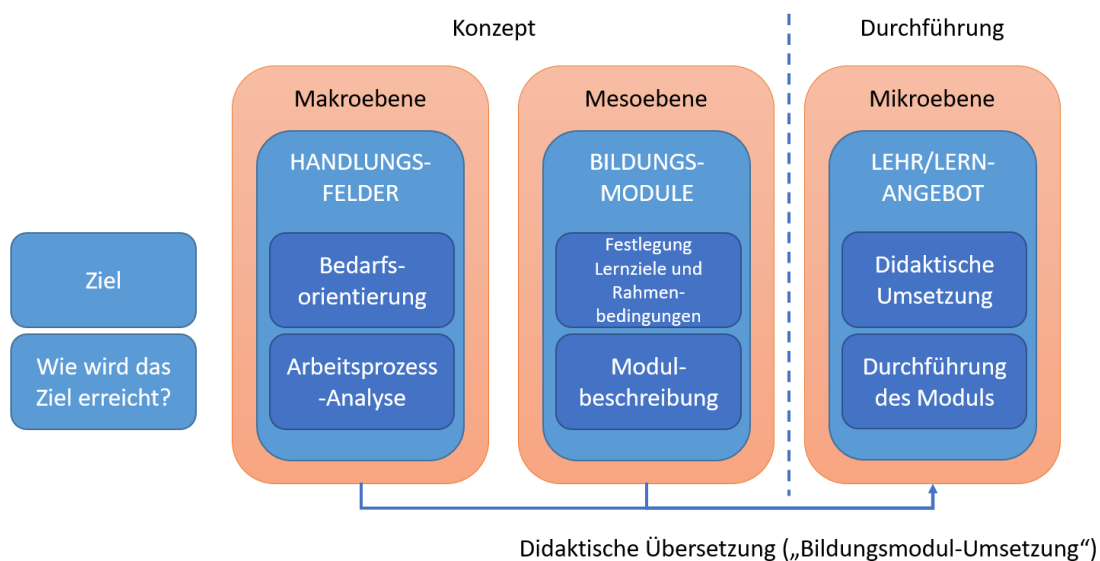 Konzept
Durchführung
Makroebene
Mesoebene
Mikroebene
HANDLUNGS-
FELDER
BILDUNGS-
MODULE
LEHR/LERN-
ANGEBOT
Ziel
Bedarfs-
orientierung
Festlegung
Lernziele und
Rahmen-
bedingungen
Didaktische
Umsetzung
Wie wird das
Ziel erreicht?
Arbeitsprozess
-Analyse
Modul-
beschreibung
Durchführung
des Moduls
Didaktische Übersetzung („Bildungsmodul-Umsetzung“)